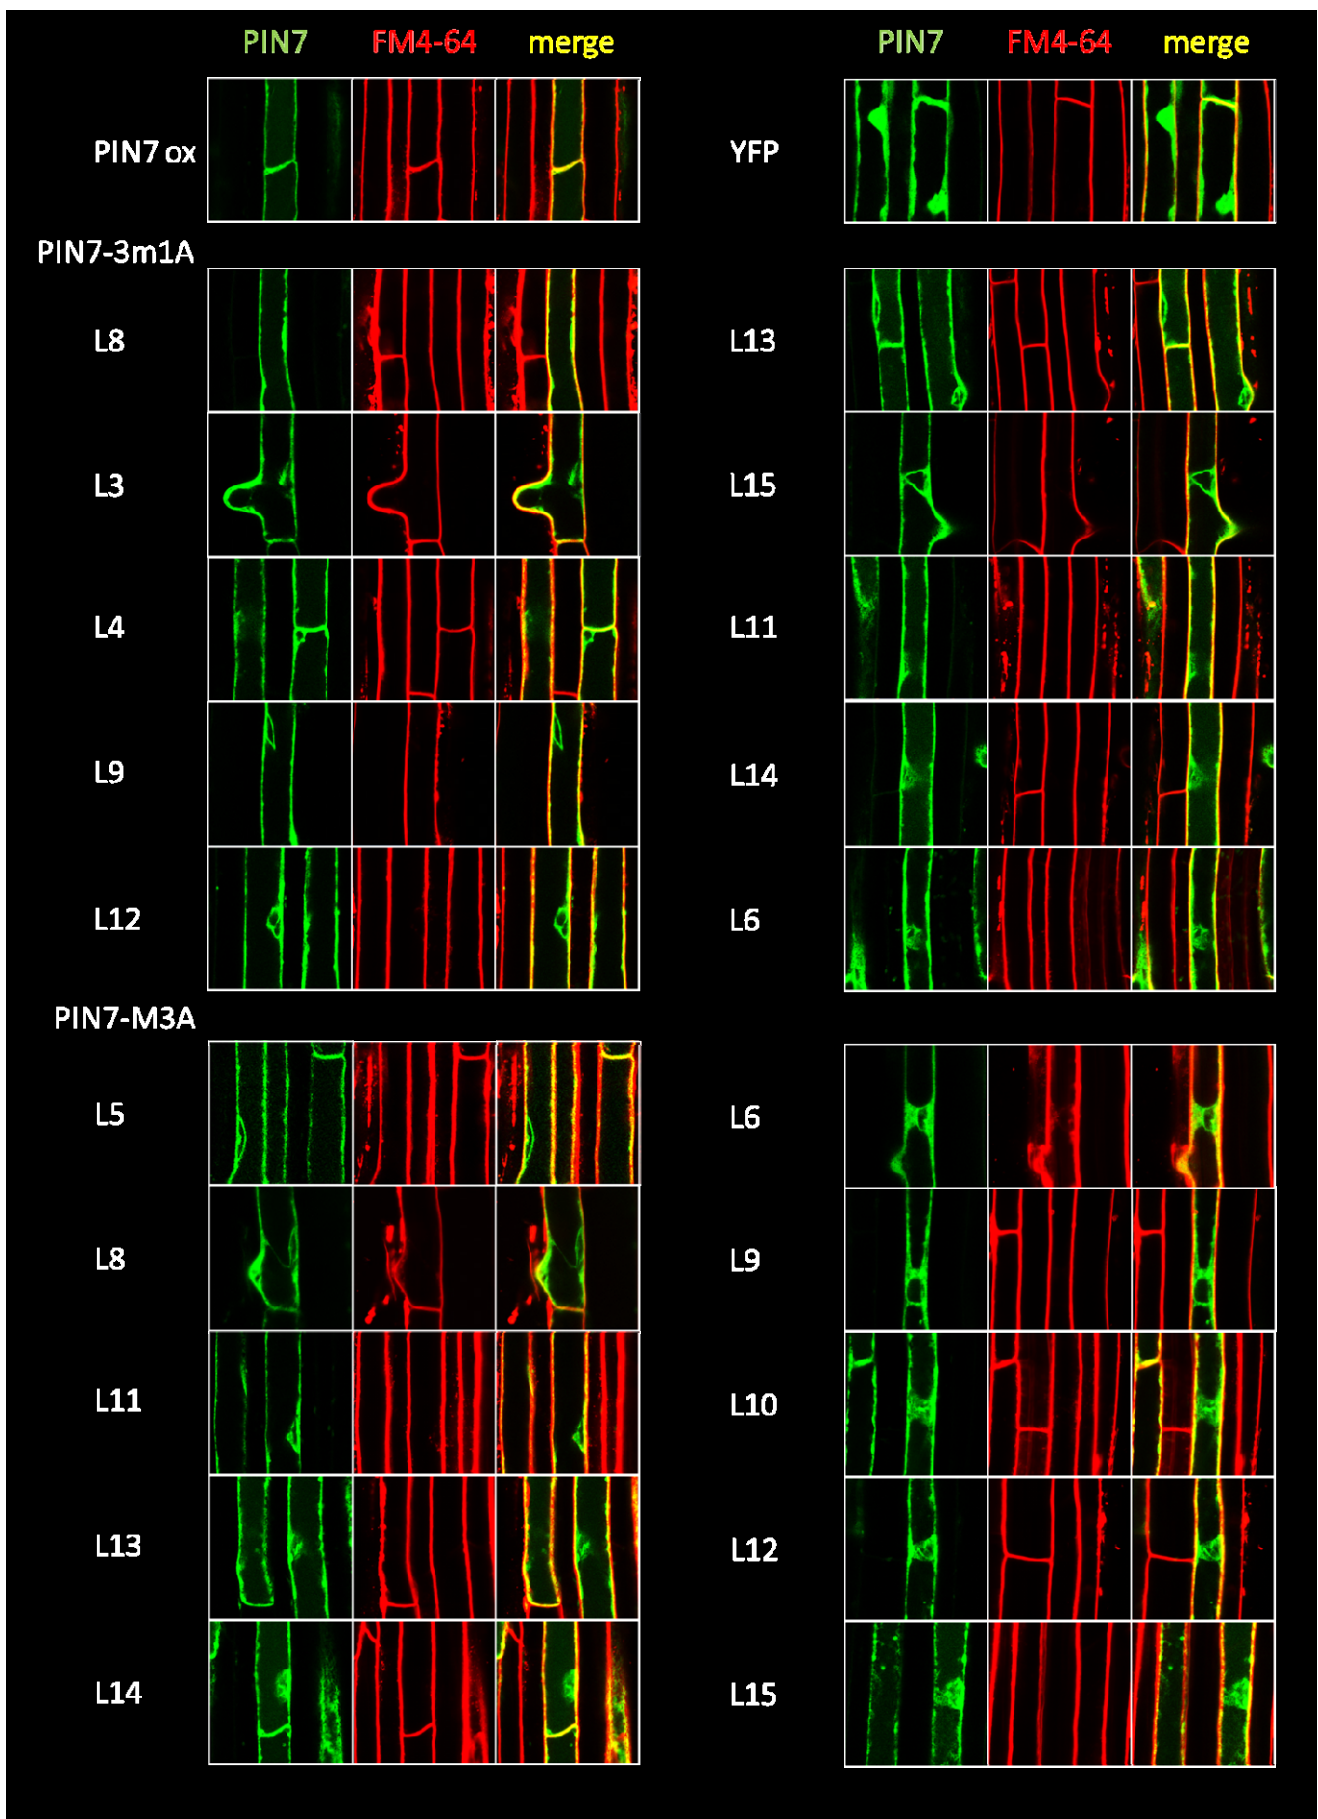 PIN7 FM4-64 merge PIN7 FM4-64 merge
PIN7 ox YFP
PIN7-3m1A
L8 L13
L3 L15
L4 L11
L9 L14
L12 L6
PIN7-M3A
L5 L6
L8 L9
L11 L10
L13 L12
L14 L15